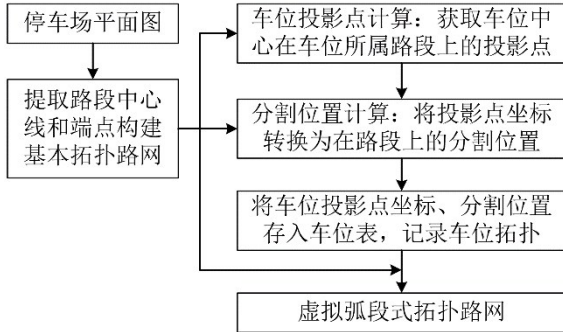 停车场平面图
提取路段中心
线和端点构建
基本拓扑路网
车位投影点计算：获取车位中
心在车位所属路段上的投影点
分割位置计算：将投影点坐标
转换为在路段上的分割位置
将车位投影点坐标、分割位置
存入车位表，记录车位拓扑
虚拟弧段式拓扑路网